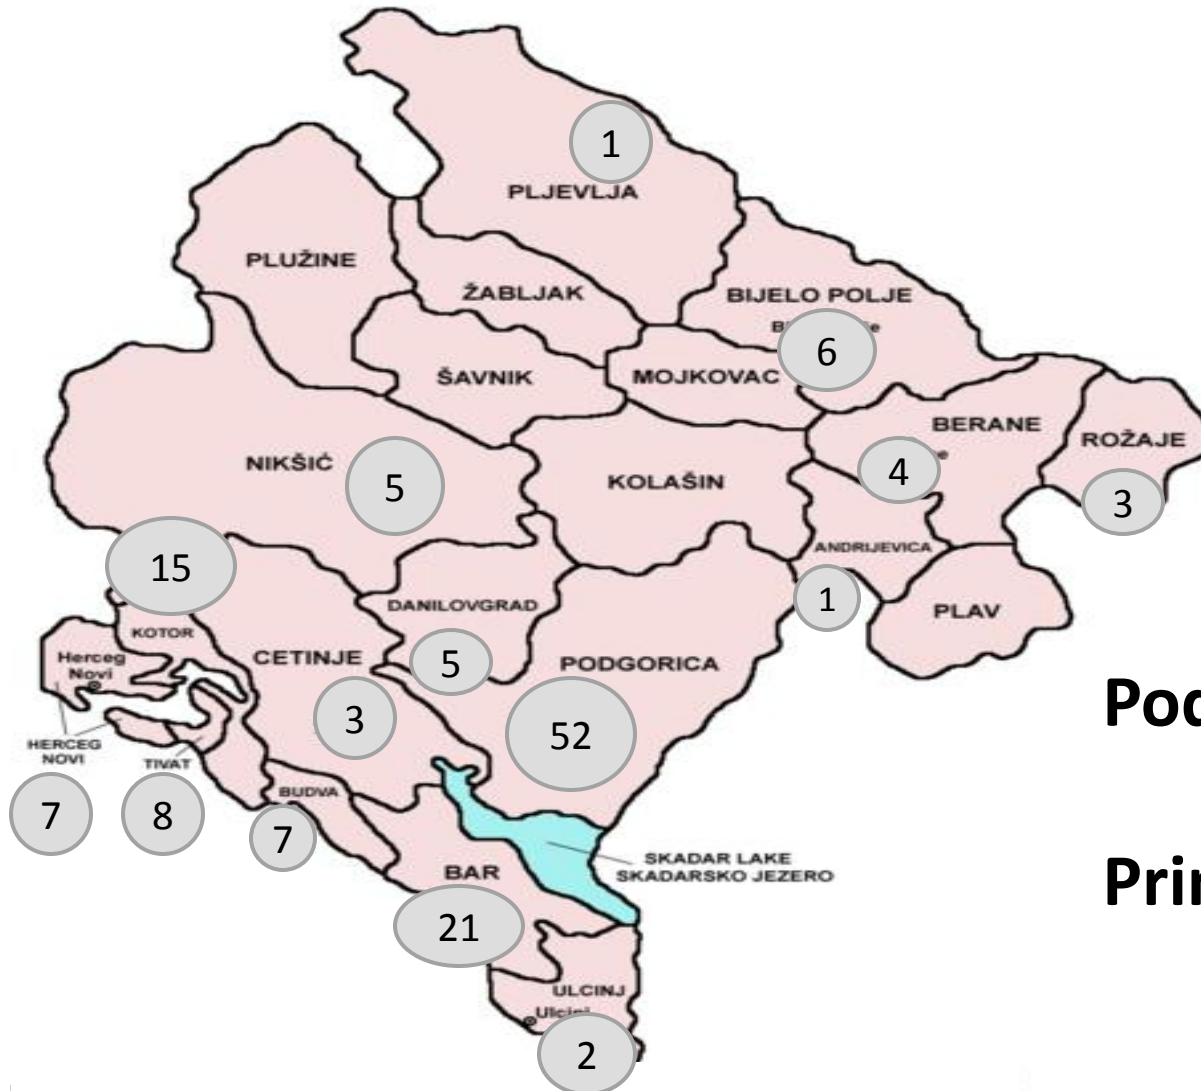 1
PLJEVLJA
PLUŽINE
ŽABLJAK
BIJELO POLJE
6
ŠAVNIK
MOJKOVAC
BERANE
ROŽAJE
NIKŠIĆ
5
KOLAŠIN
4
3
15
ANDRIJEVICA
1
DANILOVGRAD
PLAV
KOTOR
CETINJE
5
PODGORICA
Herceg
Novi
3
52
HERCEG
NOVI
TIVAT
7
8
BUDVA
7
SKADAR LAKE
SKADARSKO JEZERO
BAR
21
ULCINJ
Ulcinj
2